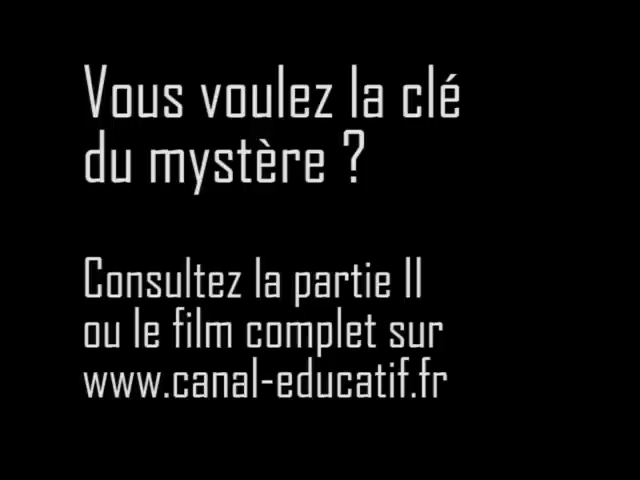 Vous voulez la clé
du mystère ?
Consultez la partie II
ou le film complet sur
www.canal-educatif.fr